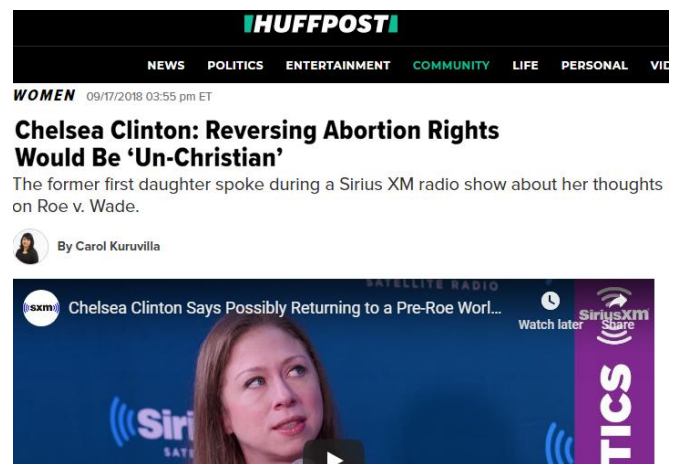 HUFFPOST
NEWS POLITICS ENTERTAINMENT COMMUNITY LIFE PERSONAL
WOMEN 09/17/2018 03:55 pm ET
Chelsea Clinton: Reversing Abortion Rights
Would Be ‘Un-Christian’
The former first daughter spoke during a Sirius XM radio show about her thoughts
on Roe v. Wade.
By Carol Kuruvilla
SATELLITE RADIO
sxm Chelsea Clinton Says Possibly Returning to a Pre-Roe Worl...
Watch later Share
SiriusXM
Siri
SATE
TICS